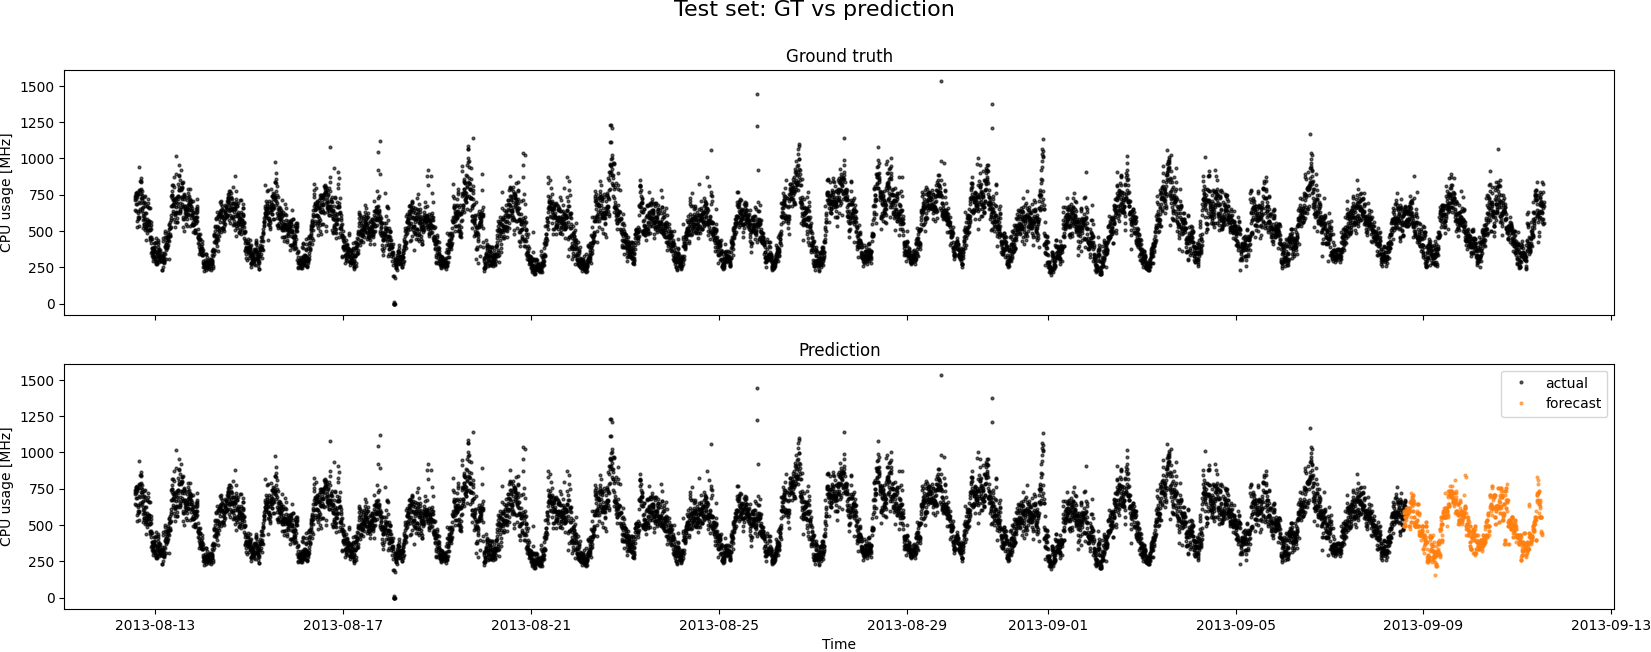 Test set: GT vs prediction
Ground truth
CPU usage [MHz]
1500
1250
1000
750
500
250
0
Prediction
CPU usage [MHz]
1500
1250
1000
750
500
250
0
actual
forecast
2013-08-13 2013-08-17 2013-08-21 2013-08-25 2013-08-29 2013-09-01 2013-09-05 2013-09-09 2013-09-13
Time